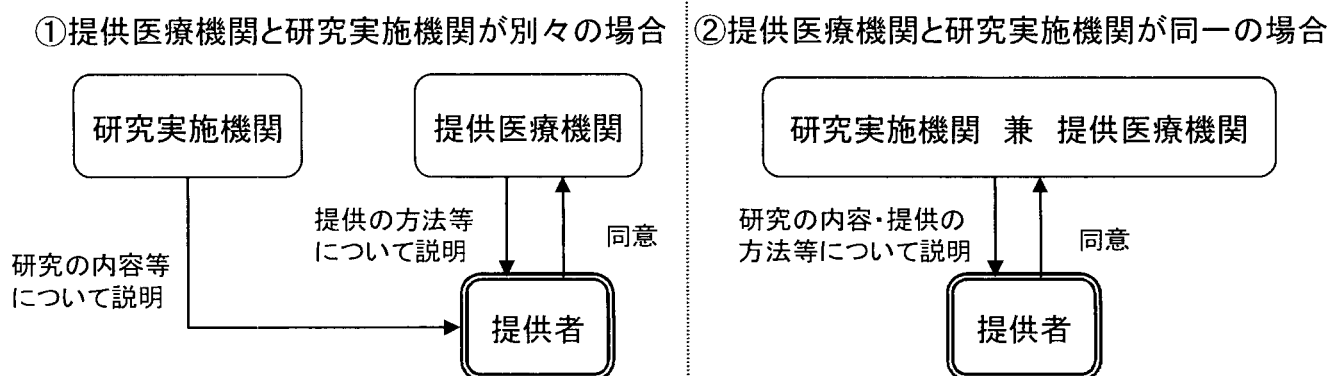 ①提供医療機関と研究実施機関が別々の場合
研究実施機関
提供医療機関
提供の方法等
について説明
同意
研究の内容等
について説明
提供者
②提供医療機関と研究実施機関が同一の場合
研究実施機関 兼 提供医療機関
研究の内容・提供の
方法等について説明
同意
提供者